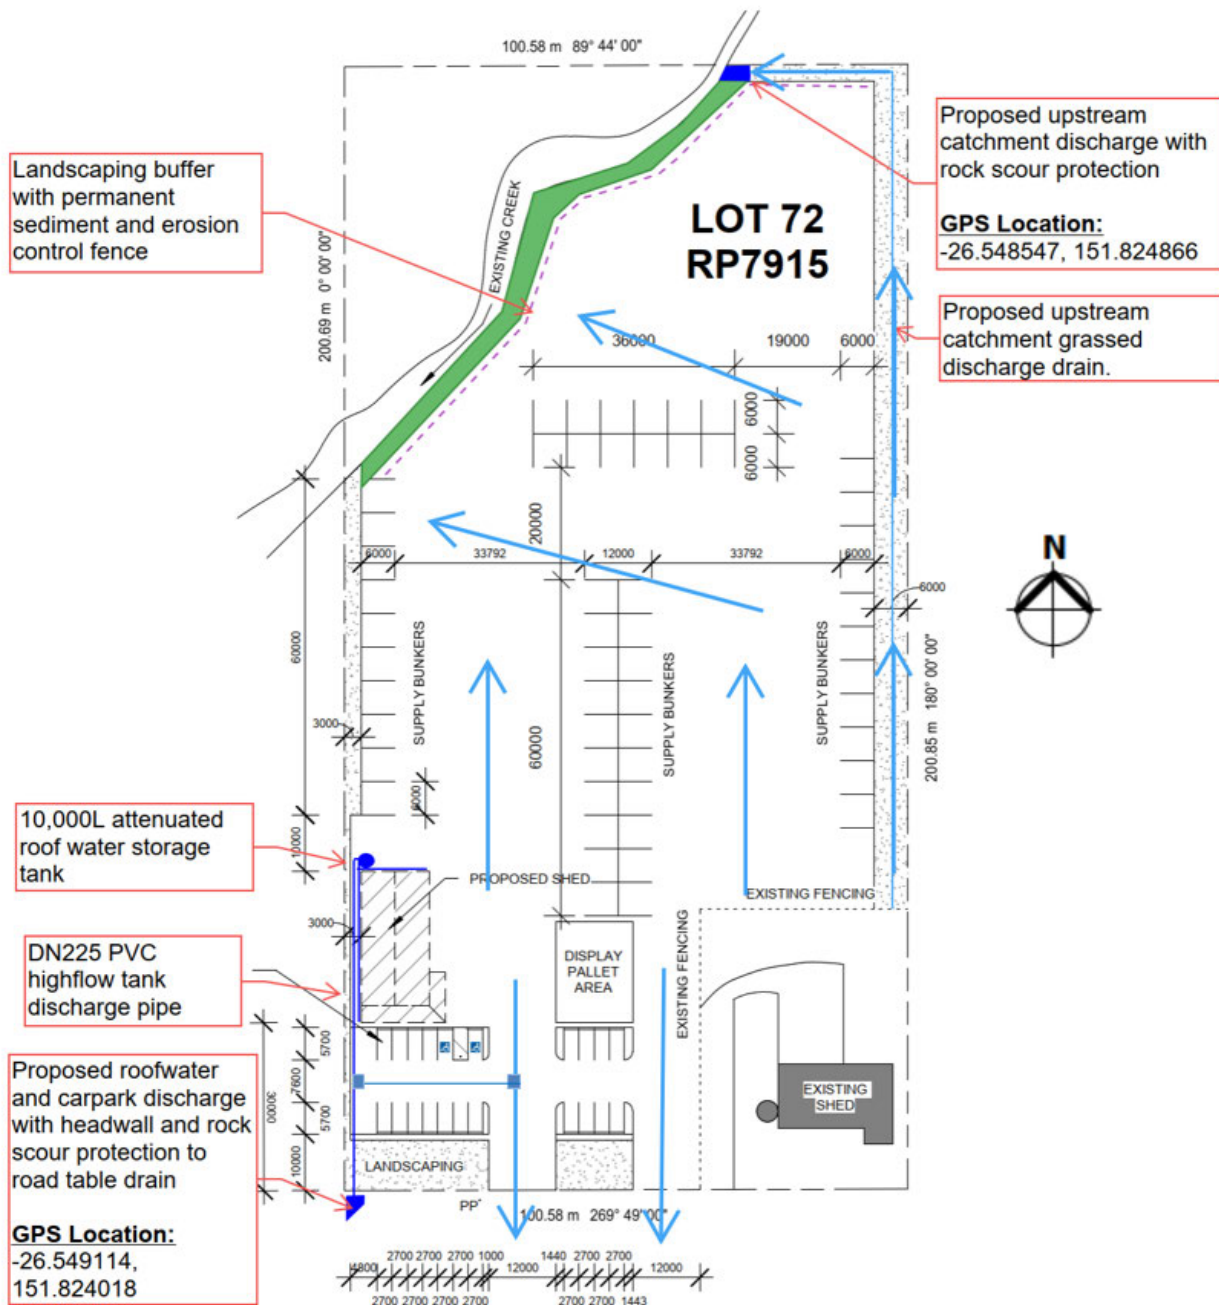 100.58 m 89° 44' 00"
Landscaping buffer
with permanent
sediment and erosion
control fence
200.69 m 0° 00' 00"
EXISTING CREEK
LOT 72
RP7915
Proposed upstream
catchment discharge with
rock scour protection
GPS Location:
-26.548547, 151.824866
Proposed upstream
catchment grassed
discharge drain.
36000
19000
6000
6000
6000
20000
6000
33792
12000
33792
6000
N
6000
60000
SUPPLY BUNKERS
SUPPLY BUNKERS
SUPPLY BUNKERS
200.85 m 180° 00' 00"
3000
60000
6000
10,000L attenuated
roof water storage
tank
10000
PROPOSED SHED
EXISTING FENCING
3000
DN225 PVC
highflow tank
discharge pipe
DISPLAY
PALLET
AREA
EXISTING FENCING
5700
7600
5700
30000
10000
EXISTING
SHED
Proposed roofwater
and carpark discharge
with headwall and rock
scour protection to
road table drain
GPS Location:
-26.549114,
151.824018
LANDSCAPING
PP
100.58 m 269° 49' 00"
2700 2700 2700 1000 1440 2700 2700
4800 12000 12000
2700 2700 2700 2700 2700 2700 1443